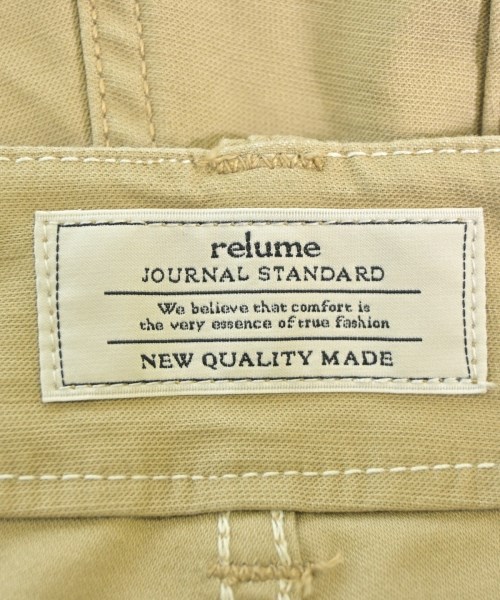 relume
JOURNAL STANDARD
We believe that comfort is
the very essence of true fashion
NEW QUALITY MADE